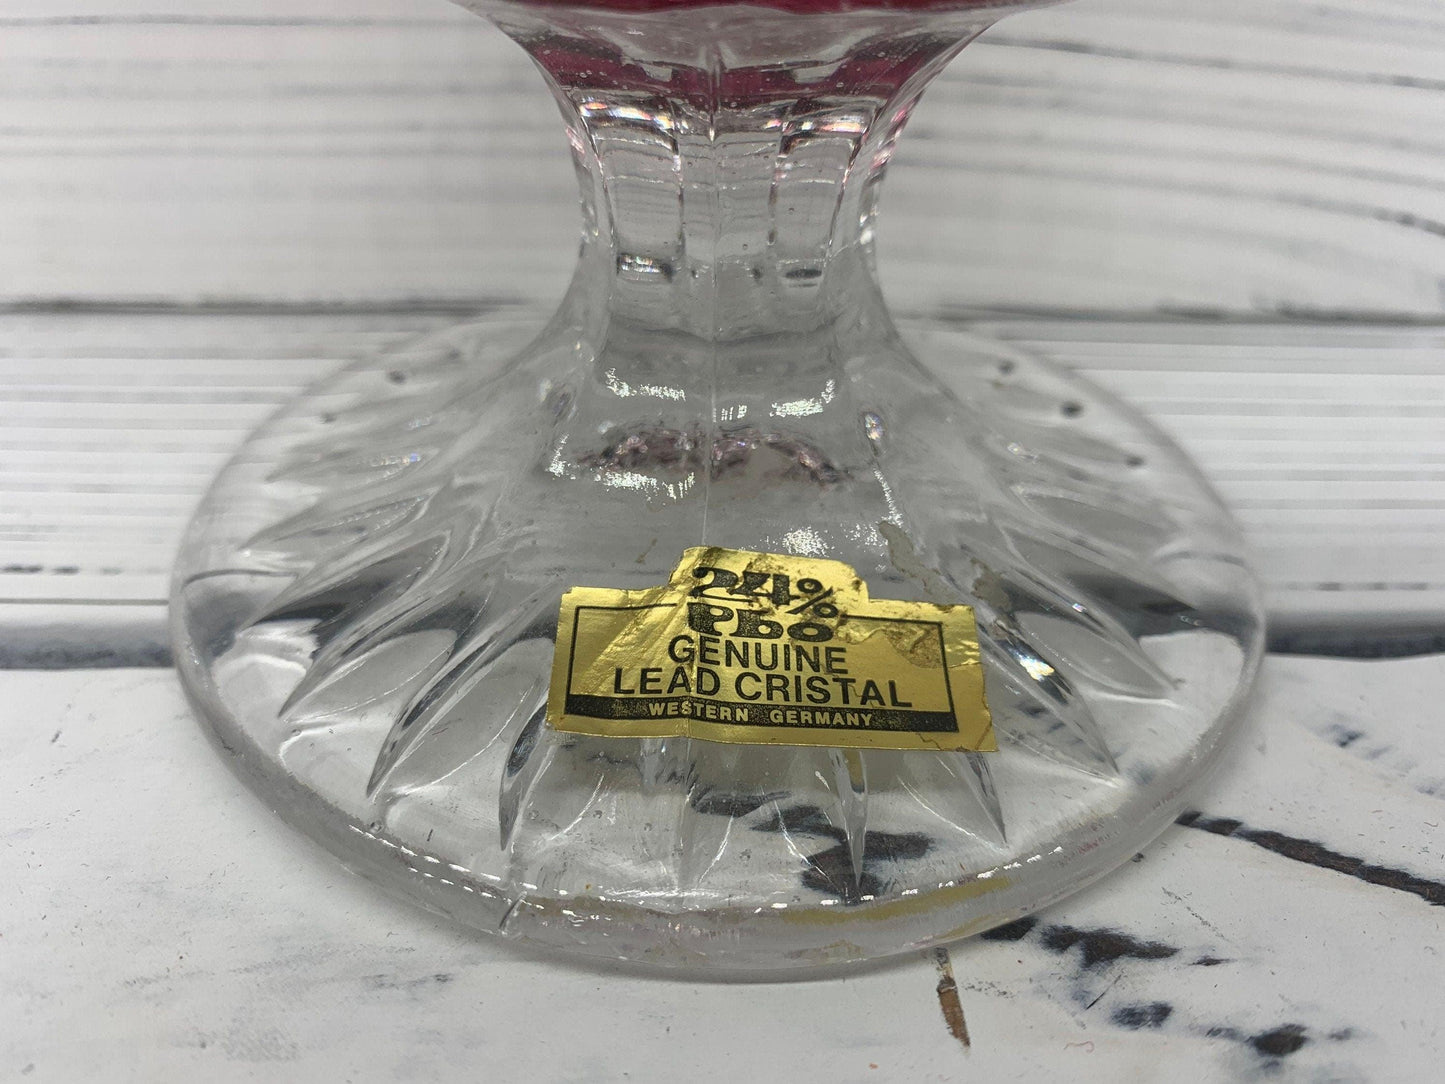 24%
PbO
GENUINE
LEAD CRISTAL
WESTERN GERMANY